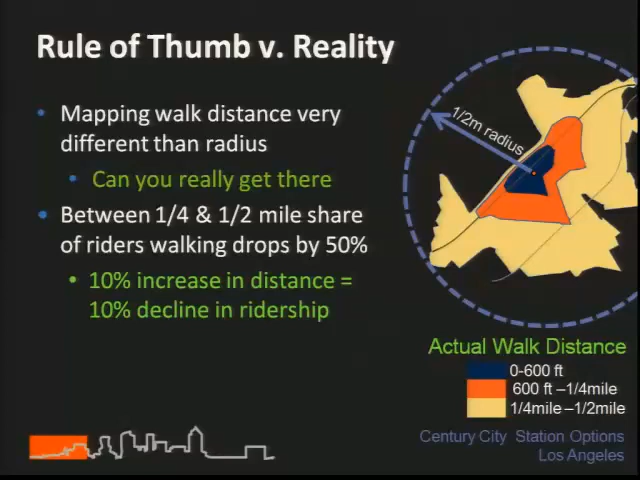 Rule of Thumb v. Reality
• Mapping walk distance very
different than radius
• Can you really get there
• Between 1/4 & 1/2 mile share
of riders walking drops by 50%
• 10% increase in distance =
10% decline in ridership
1/2m radius
Actual Walk Distance
0-600 ft
600 ft –1/4mile
1/4mile –1/2mile
Century City Station Options
Los Angeles